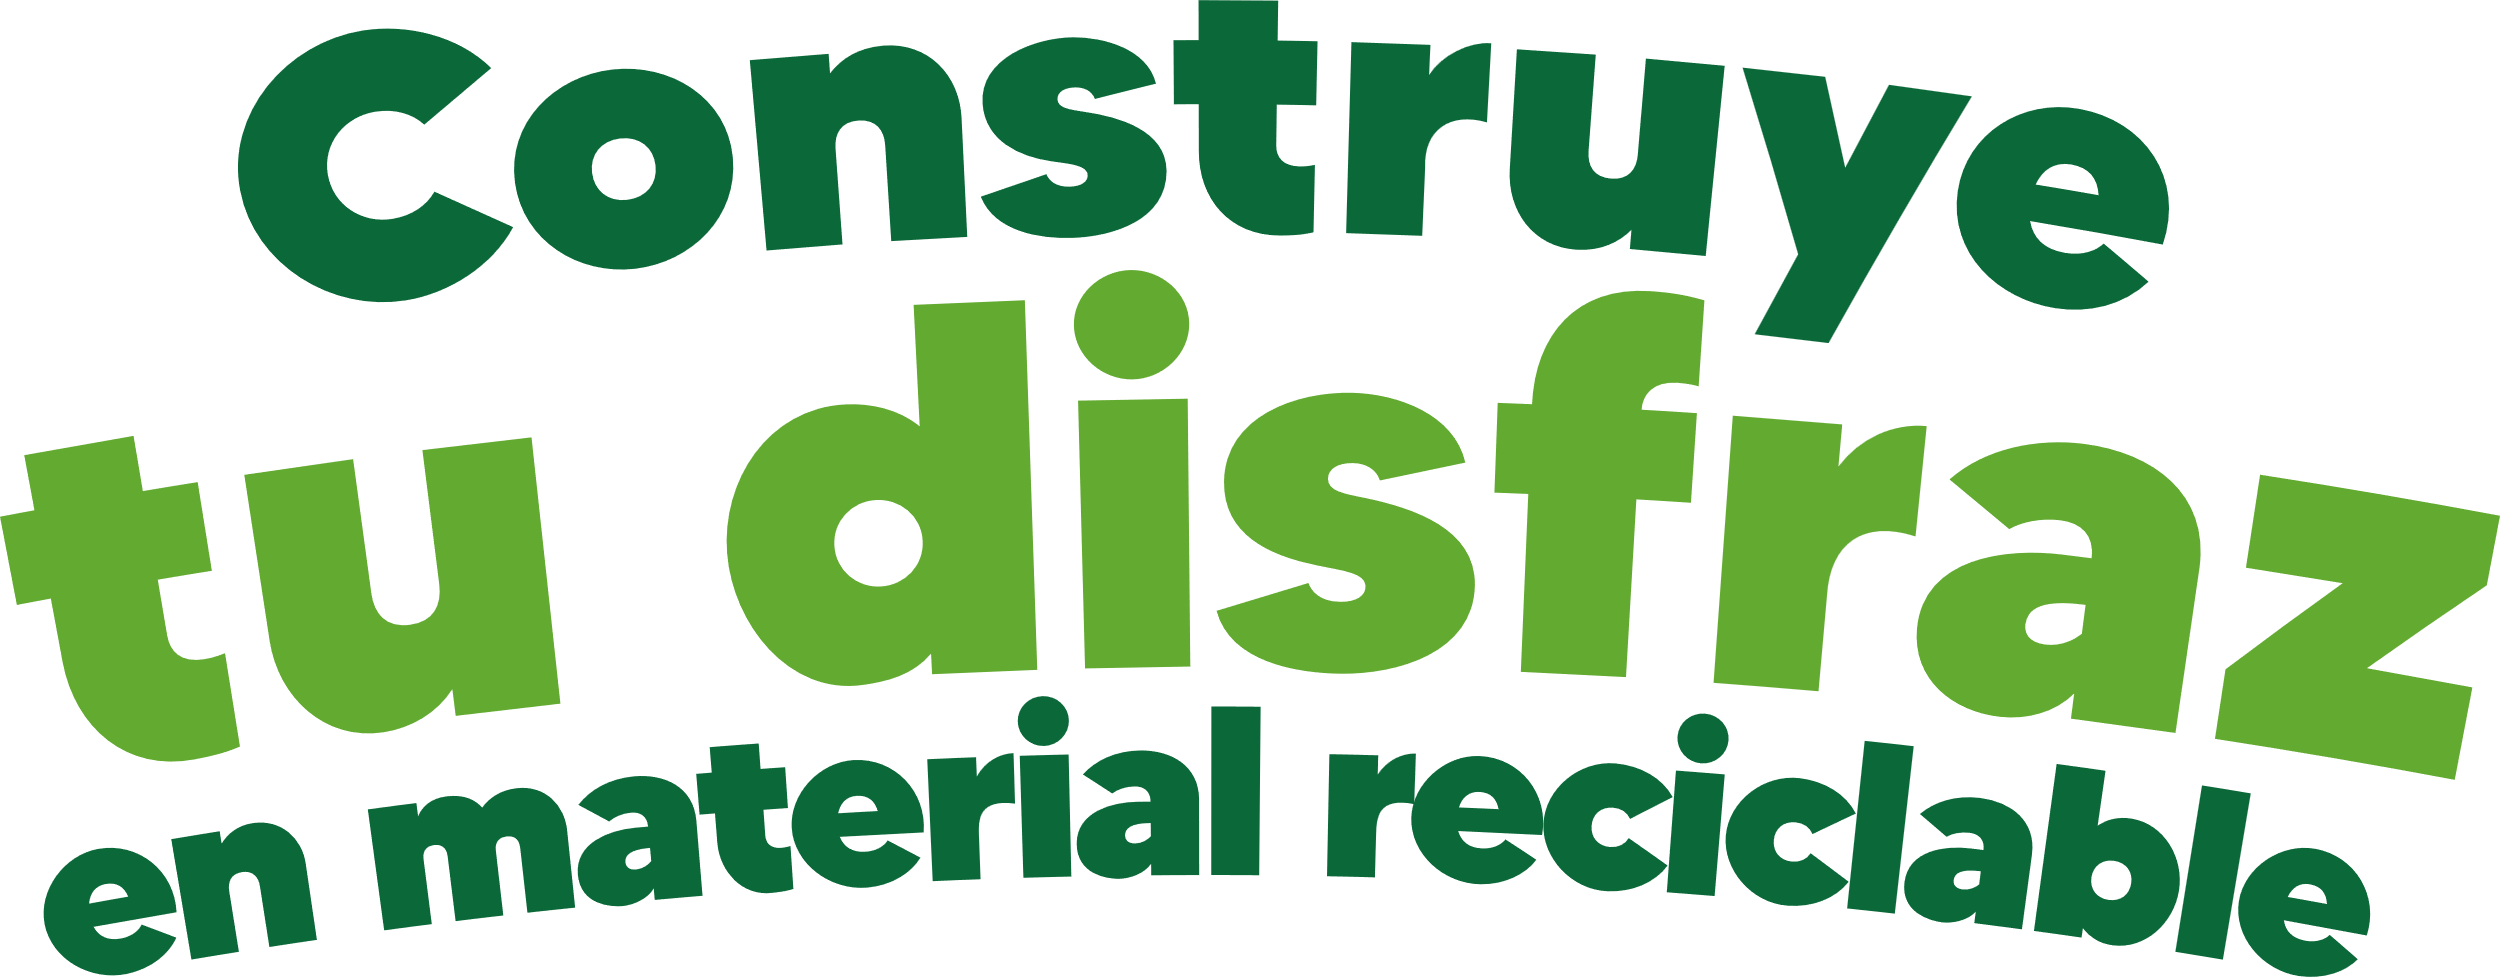 Construye
tu disfraz
en material reciclable